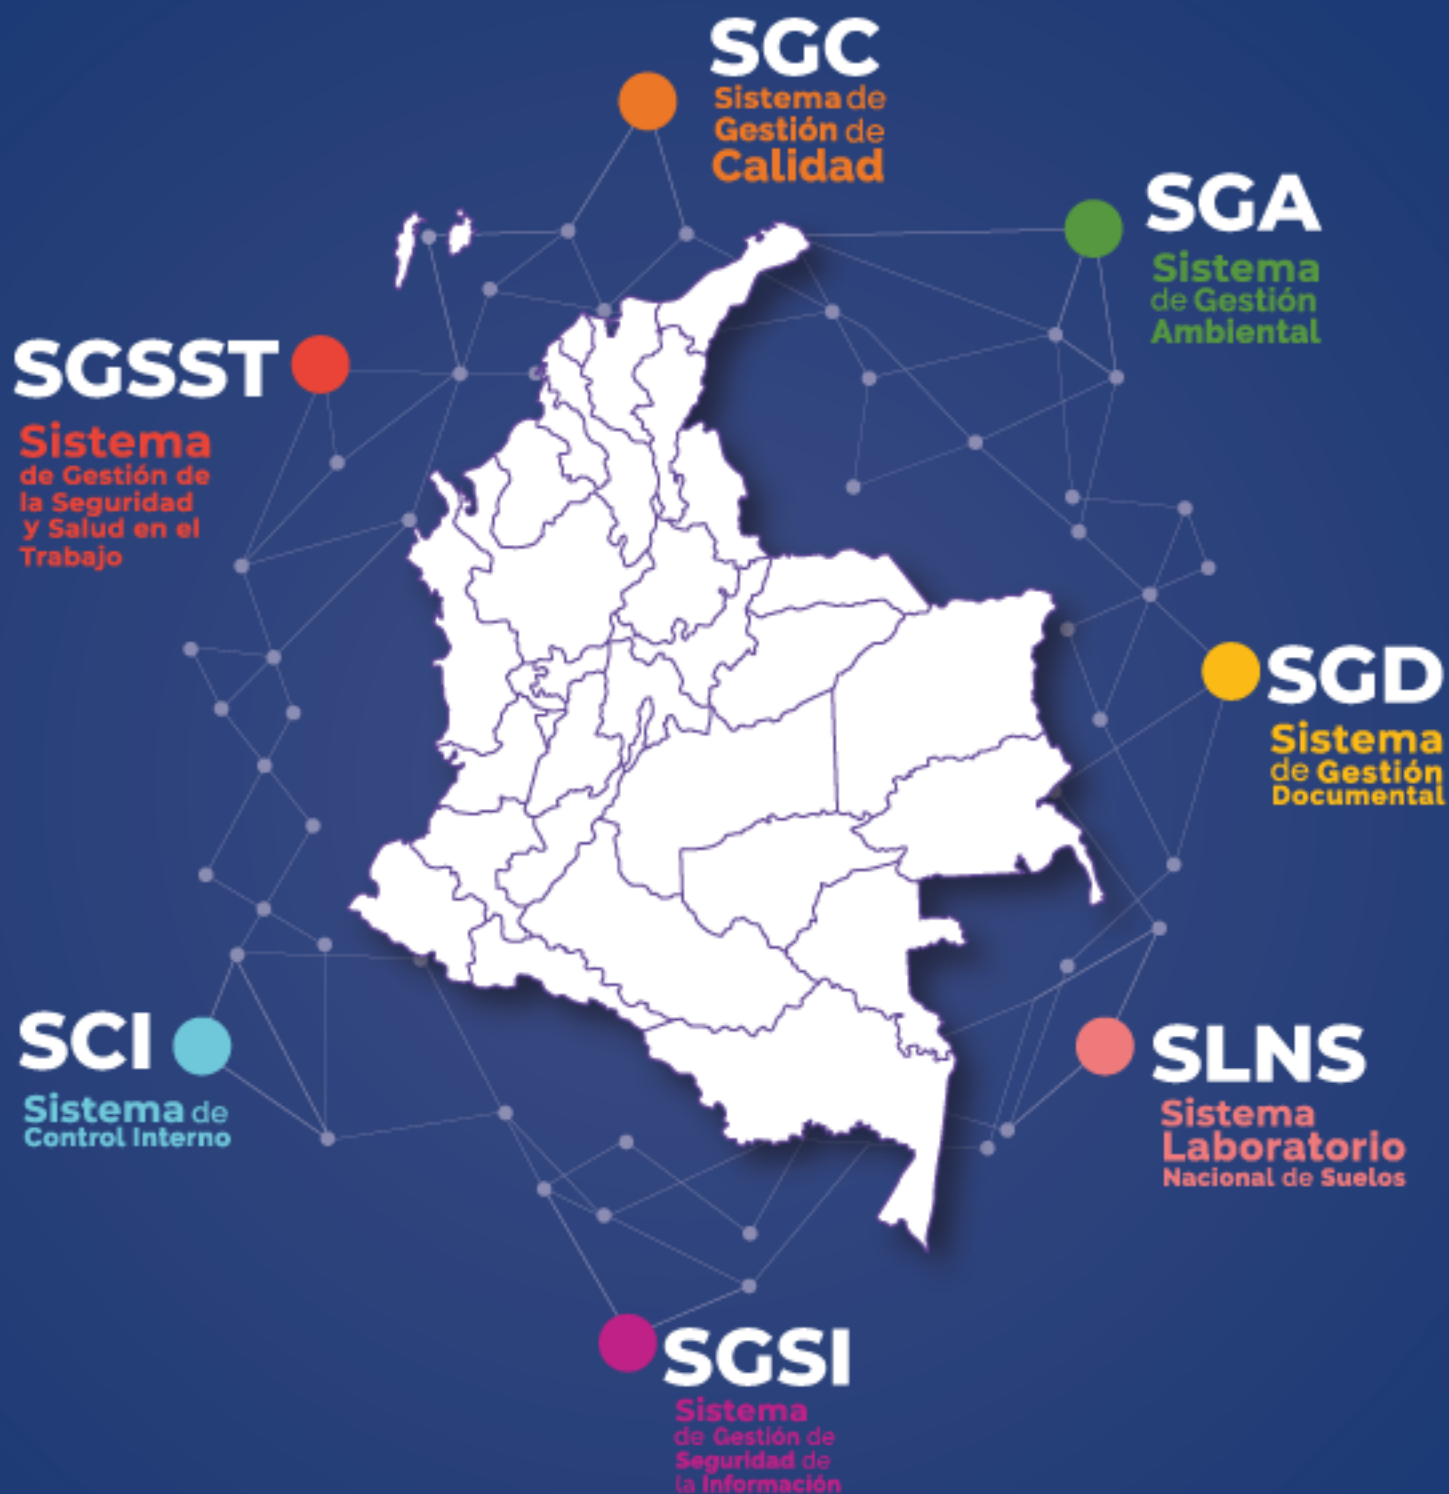 SGC
Sistema de
Gestión de
Calidad
SGA
Sistema
de Gestión
Ambiental
SGSST
Sistema
de Gestión de
la Seguridad
y Salud en el
Trabajo
SGD
Sistema
de Gestión
Documental
SCI
Sistema de
Control Interno
SLNS
Sistema
Laboratorio
Nacional de Suelos
SGSI
Sistema
de Gestión de
Seguridad de
la Información